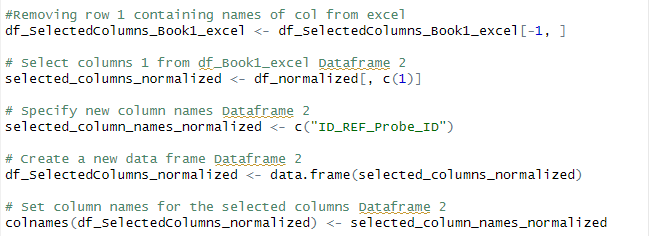 #Removing row 1 containing names of col from excel
df_SelectedColumns_Book1_excel <- df_SelectedColumns_Book1_excel[-1, ]
# Select columns 1 from df_Book1_excel Dataframe 2
selected_columns_normalized <- df_normalized[, c(1)]
# Specify new column names Dataframe 2
selected_column_names_normalized <- c("ID_REF_Probe_ID")
# Create a new data frame Dataframe 2
df_SelectedColumns_normalized <- data.frame(selected_columns_normalized)
# Set column names for the selected columns Dataframe 2
colnames(df_SelectedColumns_normalized) <- selected_column_names_normalized